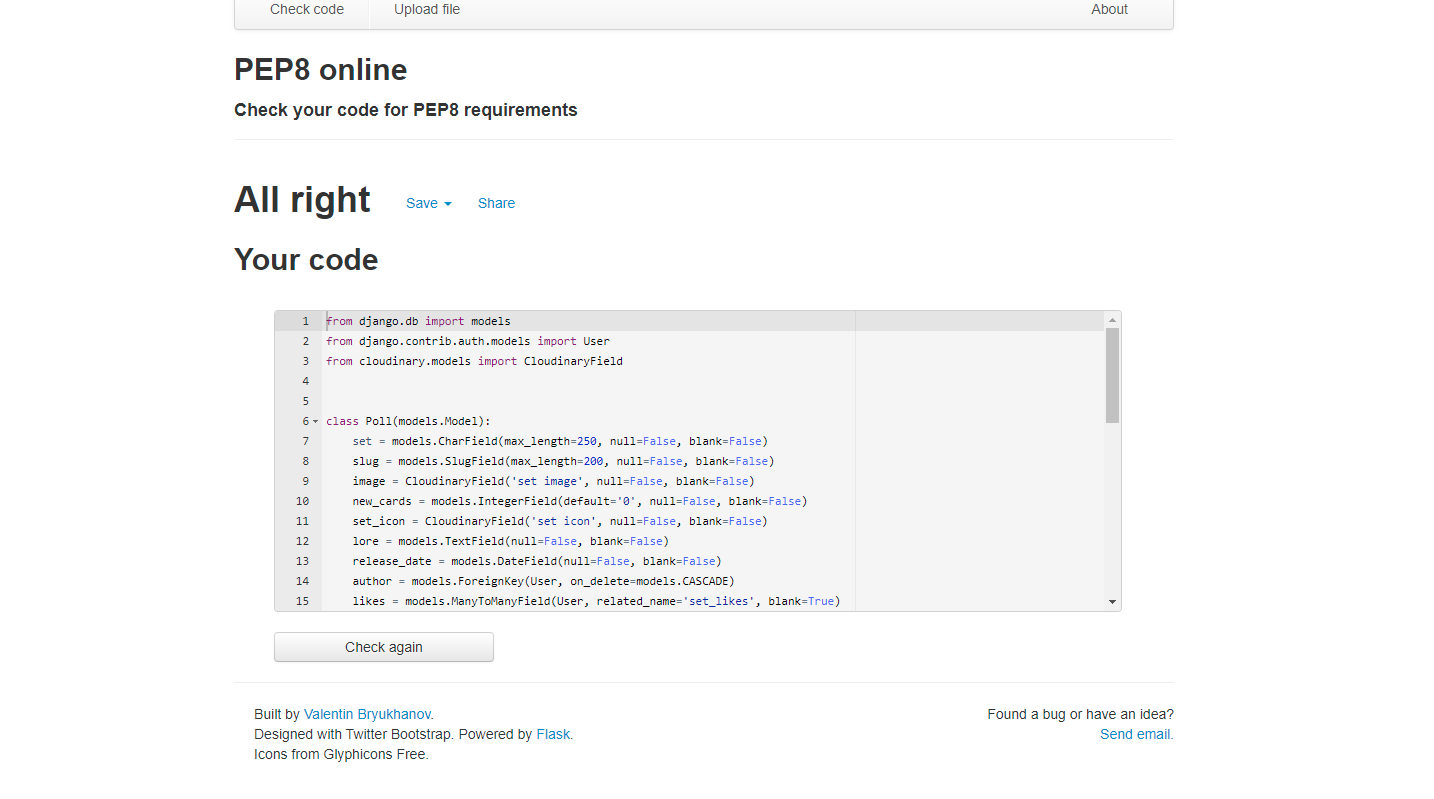 Check code Upload file About
PEP8 online
Check your code for PEP8 requirements
All right Save Share
Your code
1 from django.db import models
2 from django.contrib.auth.models import User
3 from cloudinary.models import CloudinaryField
4
5
6 class Poll(models.Model):
7 set = models.CharField(max_length=250, null=False, blank=False)
8 slug = models.SlugField(max_length=200, null=False, blank=False)
9 image = CloudinaryField('set image', null=False, blank=False)
10 new_cards = models.IntegerField(default='0', null=False, blank=False)
11 set_icon = CloudinaryField('set icon', null=False, blank=False)
12 lore = models.TextField(null=False, blank=False)
13 release_date = models.DateField(null=False, blank=False)
14 author = models.ForeignKey(User, on_delete=models.CASCADE)
15 likes = models.ManyToManyField(User, related_name='set_likes', blank=True)
Check again
Built by Valentin Bryukhanov. Found a bug or have an idea?
Designed with Twitter Bootstrap. Powered by Flask. Send email.
Icons from Glyphicons Free.